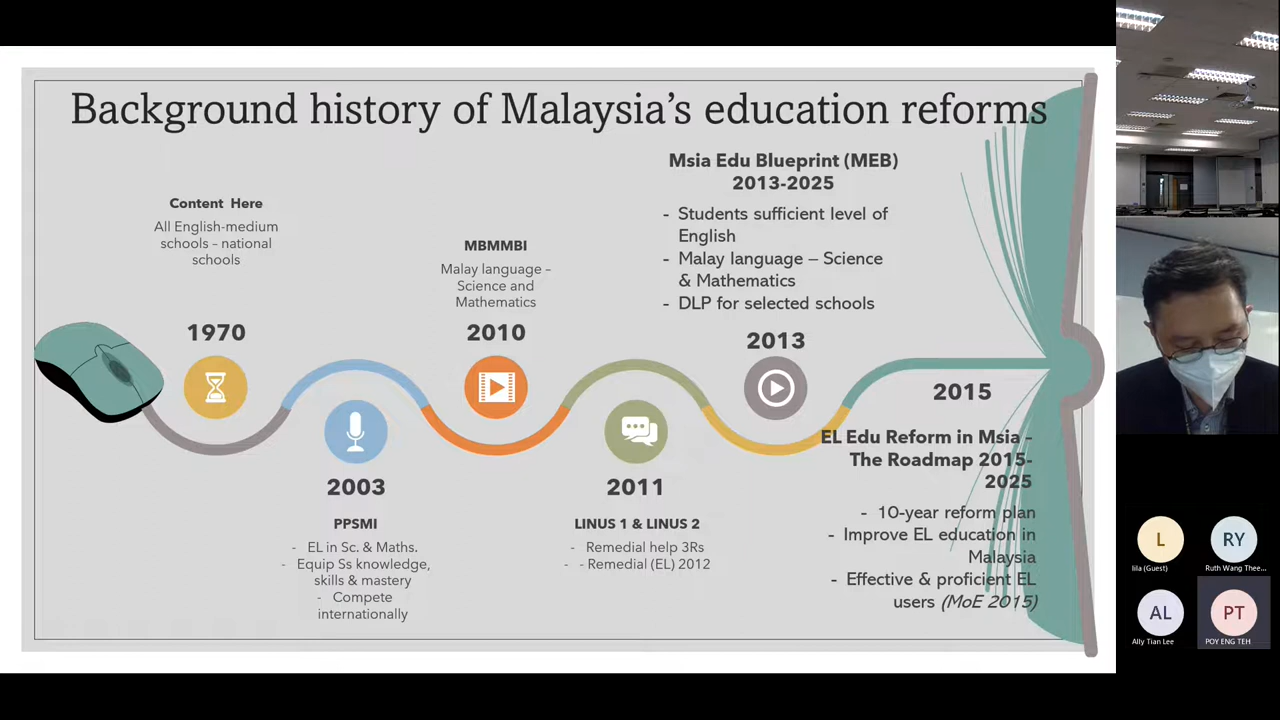 Background history of Malaysia's education reforms
Content Here
All English-medium
schools – national
schools
1970
2003
PPSMI
- EL in Sc. & Maths.
- Equip Ss knowledge,
skills & mastery
- Compete
internationally
MBMMBI
Malay language –
Science and
Mathematics
2010
2011
LINUS 1 & LINUS 2
- Remedial help 3Rs
- - Remedial (EL) 2012
Msia Edu Blueprint (MEB)
2013-2025
- Students sufficient level of
English
- Malay language – Science
& Mathematics
- DLP for selected schools
2013
2015
EL Edu Reform in Msia –
The Roadmap 2015-
2025
- 10-year reform plan
- Improve EL education in
Malaysia
- Effective & proficient EL
users (MoE 2015)
L
lila (Guest)
RY
Ruth Wang Thee...
AL
Ally Tian Lee
PT
POY ENG TEH